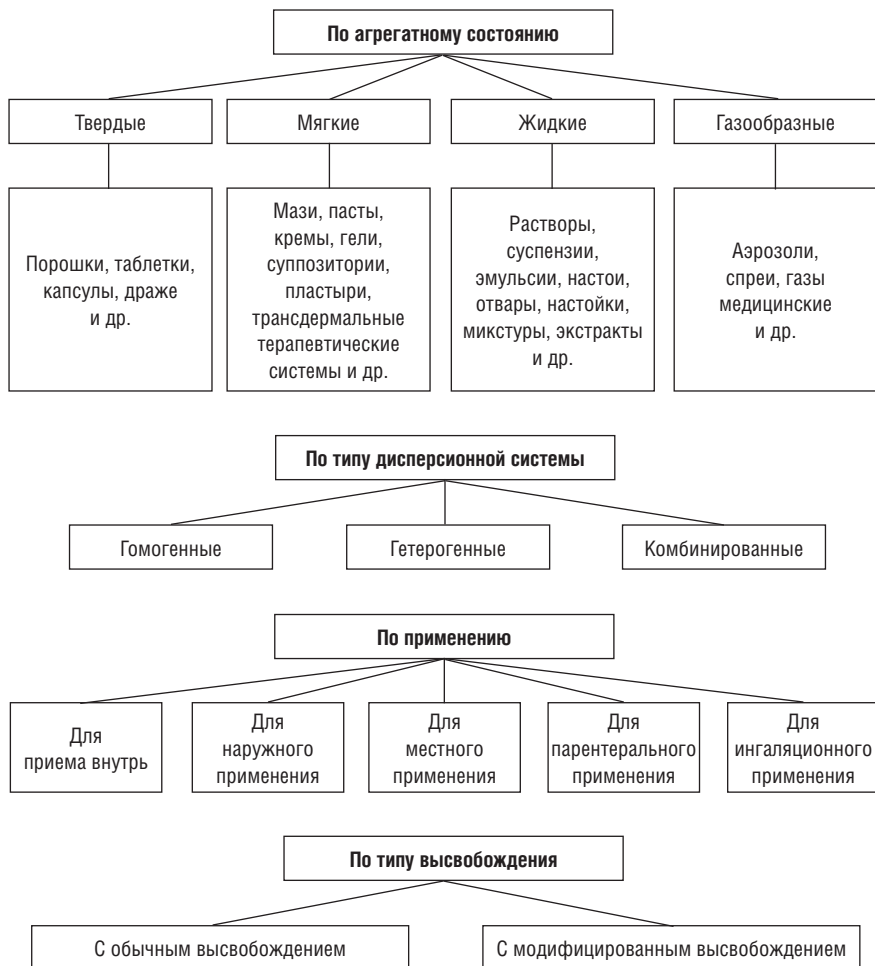 По агрегатному состоянию
Твердые
Мягкие
Жидкие
Газообразные
Порошки, таблетки,
капсулы, драже
и др.
Мази, пасты,
кремы, гели,
суппозитории,
пластыри,
трансдермальные
терапевтические
системы и др.
Растворы,
суспензии,
эмульсии, настои,
отвары, настойки,
микстуры, экстракты
и др.
Аэрозоли,
спреи, газы
медицинские
и др.
По типу дисперсионной системы
Гомогенные
Гетерогенные
Комбинированные
По применению
Для
приема внутрь
Для
наружного
применения
Для
местного
применения
Для
парентерального
применения
Для
ингаляционного
применения
По типу высвобождения
С обычным высвобождением
С модифицированным высвобождением